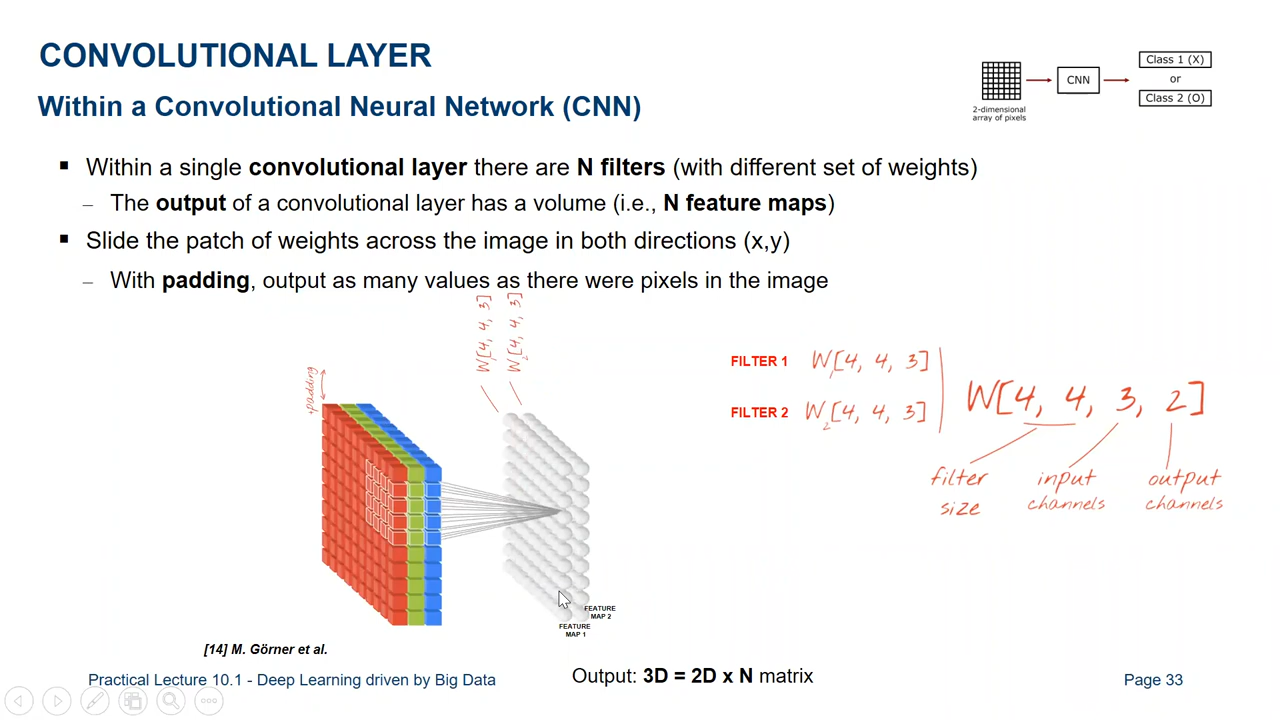 CONVOLUTIONAL LAYER
Within a Convolutional Neural Network (CNN)
2-dimensional
array of pixels
CNN
Class 1 (X)
or
Class 2 (O)
▪ Within a single convolutional layer there are N filters (with different set of weights)
– The output of a convolutional layer has a volume (i.e., N feature maps)
▪ Slide the patch of weights across the image in both directions (x,y)
– With padding, output as many values as there were pixels in the image
+padding
W1[4, 4, 3]
W2[4, 4, 3]
FILTER 1 W1[4, 4, 3]
FILTER 2 W2[4, 4, 3]
W[4, 4, 3, 2]
filter
size
input
channels
output
channels
FEATURE
MAP 2
FEATURE
MAP 1
[14] M. Görner et al.
Output: 3D = 2D x N matrix
Practical Lecture 10.1 - Deep Learning driven by Big Data
Page 33